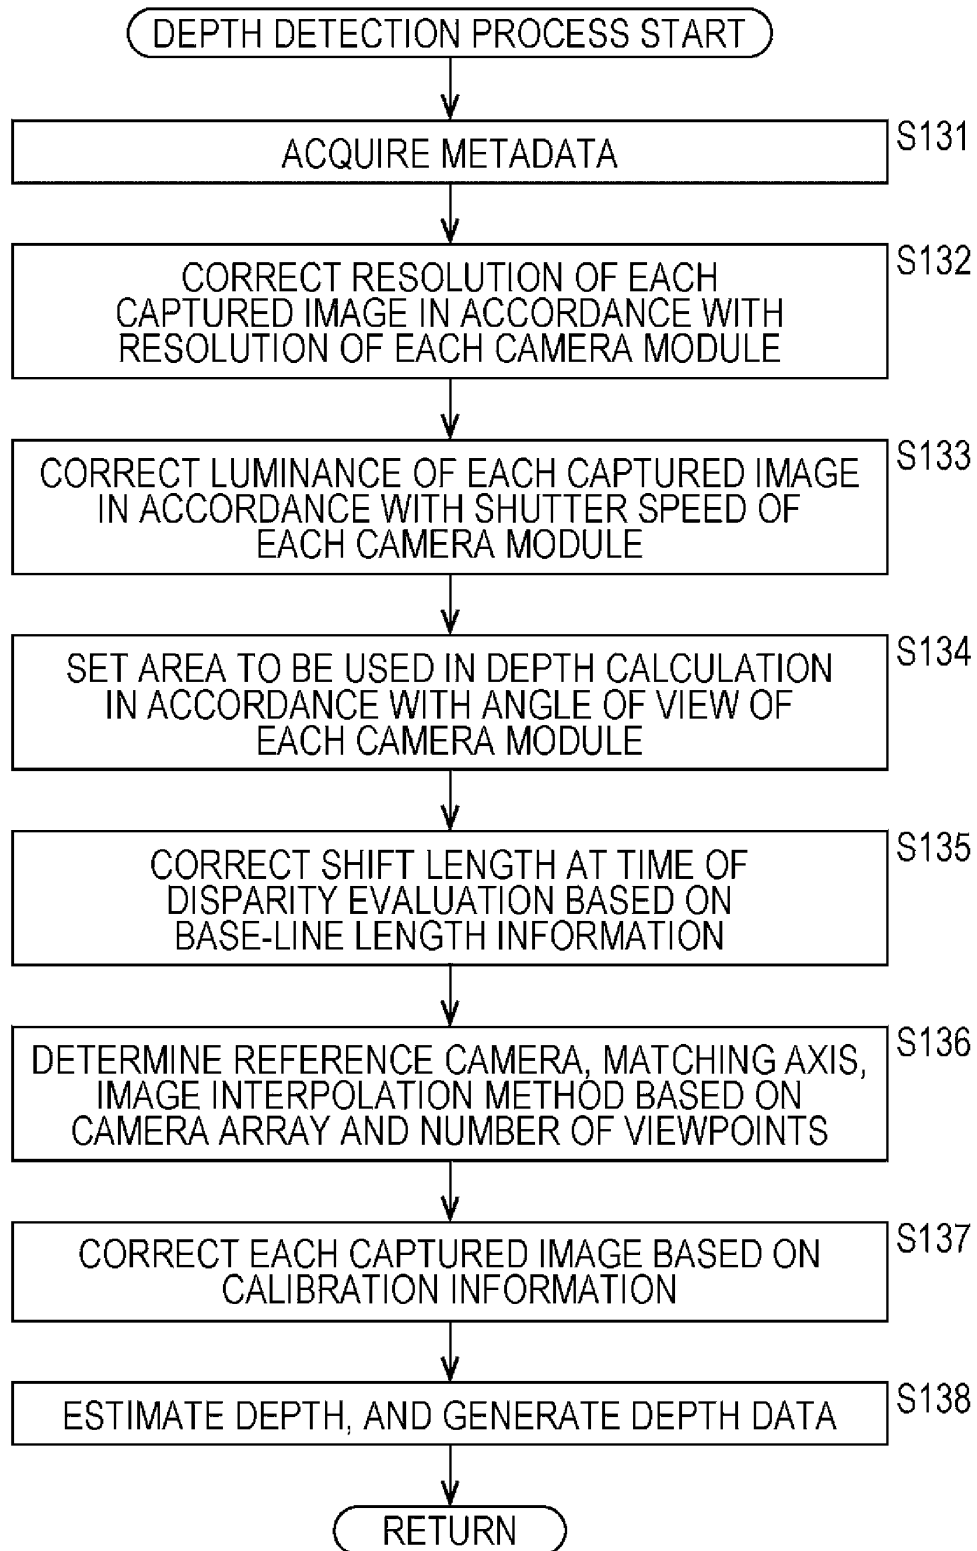 DEPTH DETECTION PROCESS START
S131
ACQUIRE METADATA
S132
CORRECT RESOLUTION OF EACH
CAPTURED IMAGE IN ACCORDANCE WITH
RESOLUTION OF EACH CAMERA MODULE
S133
CORRECT LUMINANCE OF EACH CAPTURED IMAGE
IN ACCORDANCE WITH SHUTTER SPEED OF
EACH CAMERA MODULE
S134
SET AREA TO BE USED IN DEPTH CALCULATION
IN ACCORDANCE WITH ANGLE OF VIEW OF
EACH CAMERA MODULE
S135
CORRECT SHIFT LENGTH AT TIME OF
DISPARITY EVALUATION BASED ON
BASE-LINE LENGTH INFORMATION
S136
DETERMINE REFERENCE CAMERA, MATCHING AXIS,
IMAGE INTERPOLATION METHOD BASED ON
CAMERA ARRAY AND NUMBER OF VIEWPOINTS
S137
CORRECT EACH CAPTURED IMAGE BASED ON
CALIBRATION INFORMATION
S138
ESTIMATE DEPTH, AND GENERATE DEPTH DATA
RETURN